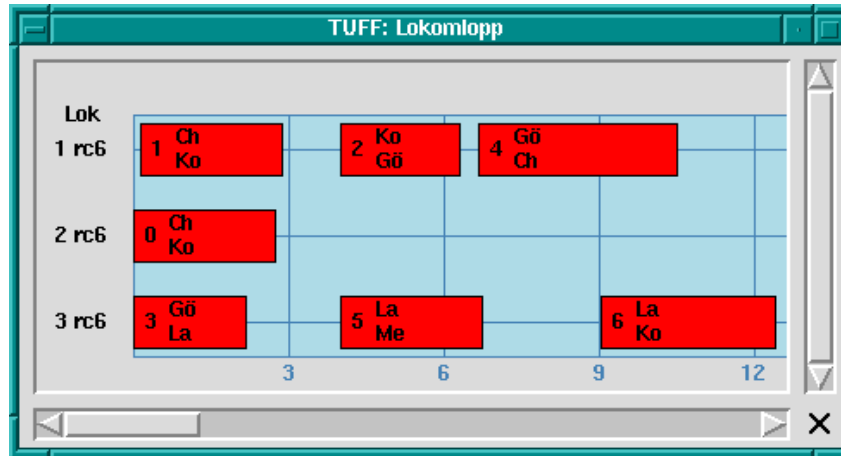 TUFF: Lokomlopp
Lok
1 rc6
1 Ch
Ko
2 Ko
Gö
4 Gö
Ch
2 rc6
0 Ch
Ko
3 rc6
3 Gö
La
5 La
Me
6 La
Ko
3 6 9 12